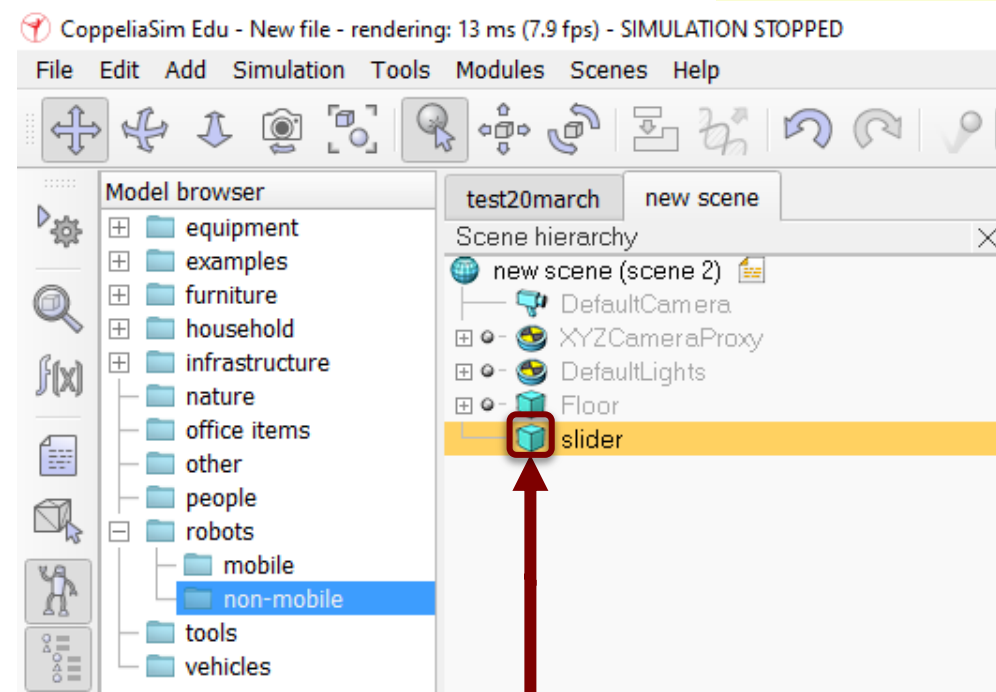 CoppeliaSim Edu - New file - rendering: 13 ms (7.9 fps) - SIMULATION STOPPED
File Edit Add Simulation Tools Modules Scenes Help
Model browser
equipment
examples
furniture
household
infrastructure
nature
office items
other
people
robots
mobile
non-mobile
tools
vehicles
test20march new scene
Scene hierarchy
new scene (scene 2)
DefaultCamera
XYZCameraProxy
DefaultLights
Floor
slider
f(x)